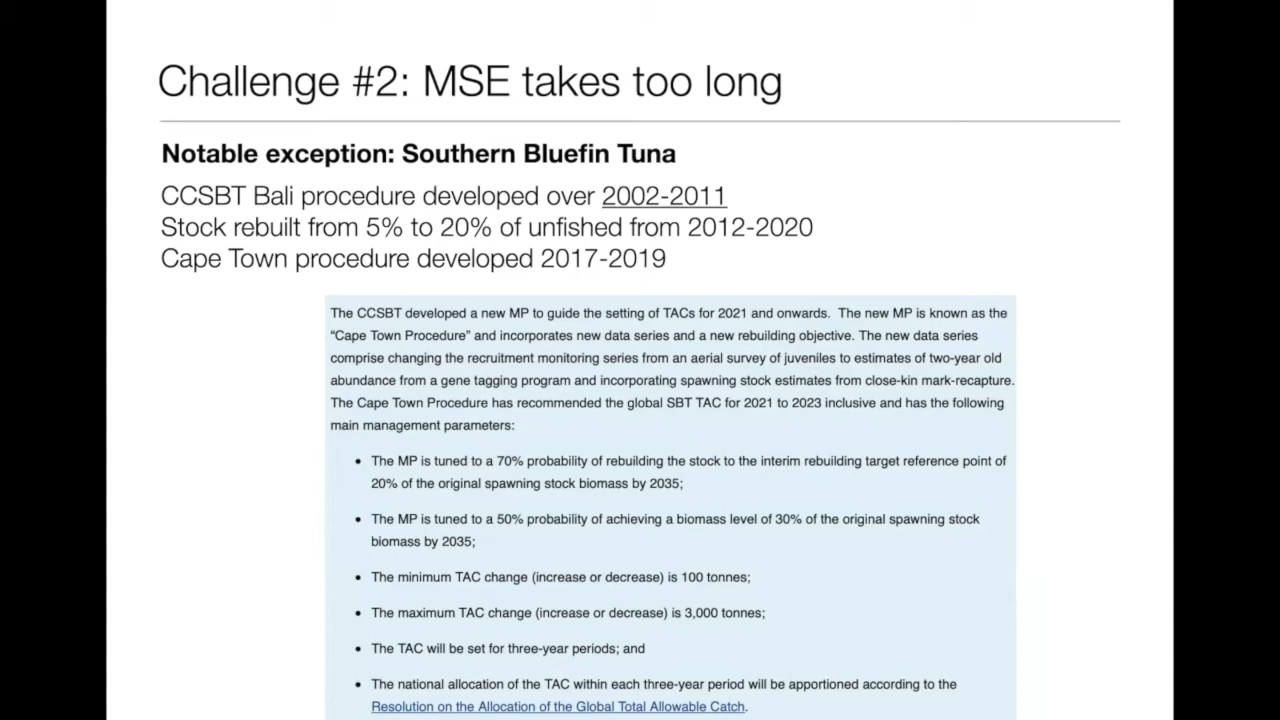 Challenge #2: MSE takes too long
Notable exception: Southern Bluefin Tuna
CCSBT Bali procedure developed over 2002-2011
Stock rebuilt from 5% to 20% of unfished from 2012-2020
Cape Town procedure developed 2017-2019
The CCSBT developed a new MP to guide the setting of TACs for 2021 and onwards.  The new MP is known as the
“Cape Town Procedure” and incorporates new data series and a new rebuilding objective. The new data series
comprise changing the recruitment monitoring series from an aerial survey of juveniles to estimates of two-year old
abundance from a gene tagging program and incorporating spawning stock estimates from close-kin mark-recapture.
The Cape Town Procedure has recommended the global SBT TAC for 2021 to 2023 inclusive and has the following
main management parameters:
• The MP is tuned to a 70% probability of rebuilding the stock to the interim rebuilding target reference point of
20% of the original spawning stock biomass by 2035;
• The MP is tuned to a 50% probability of achieving a biomass level of 30% of the original spawning stock
biomass by 2035;
• The minimum TAC change (increase or decrease) is 100 tonnes;
• The maximum TAC change (increase or decrease) is 3,000 tonnes;
• The TAC will be set for three-year periods; and
• The national allocation of the TAC within each three-year period will be apportioned according to the
Resolution on the Allocation of the Global Total Allowable Catch.